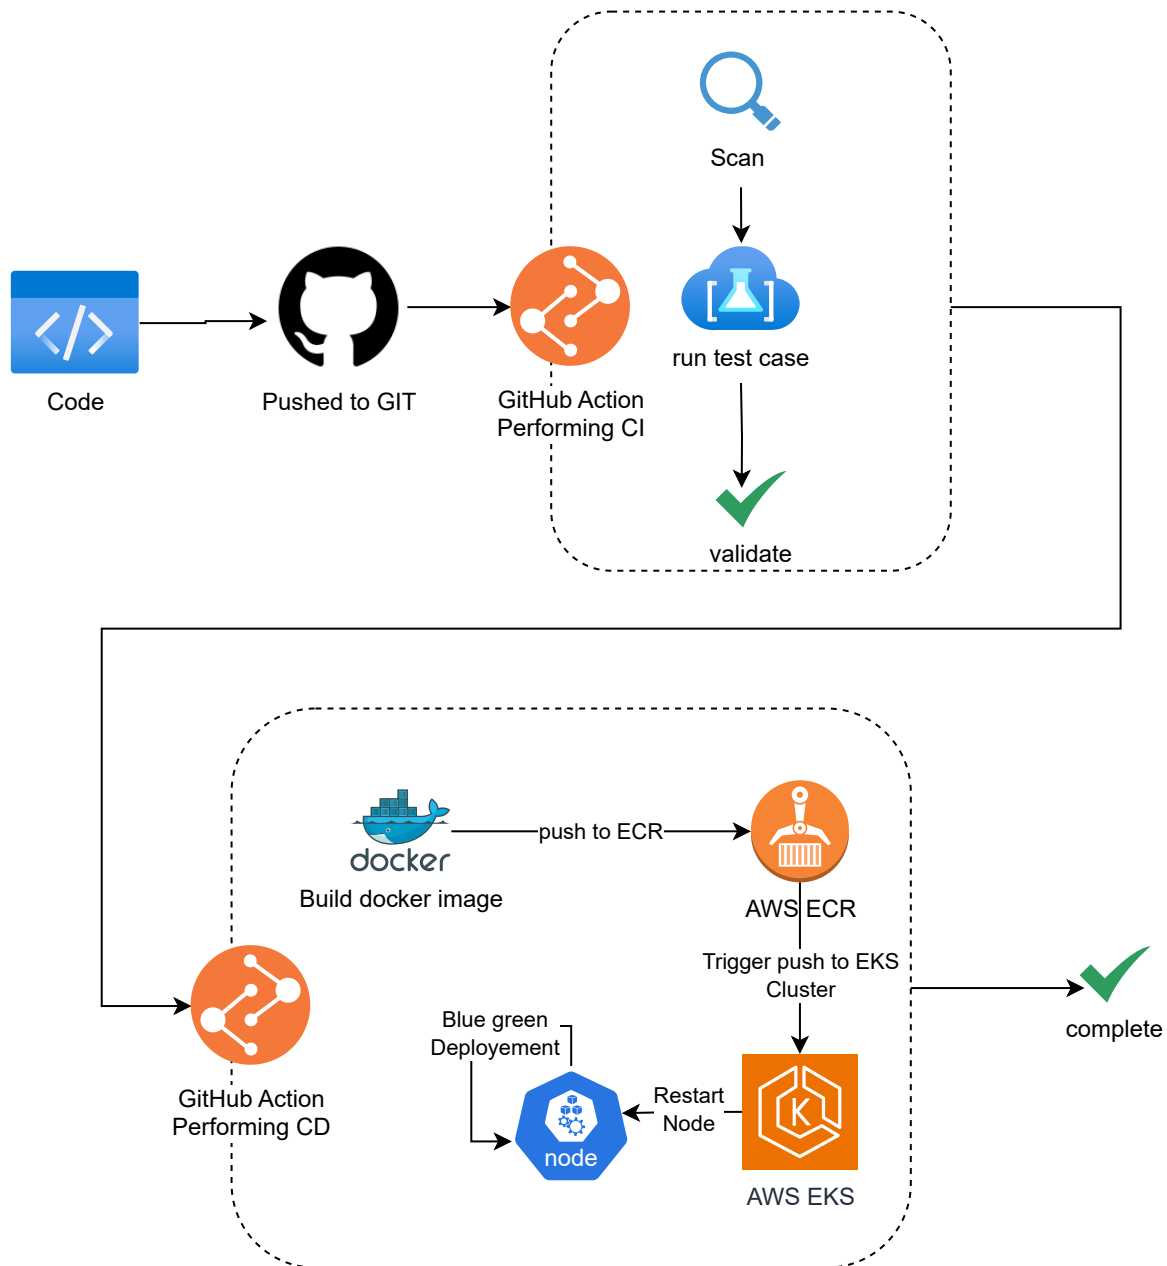 Scan
run test case
validate
Code
Pushed to GIT
GitHub Action
Performing CI
docker
Build docker image
push to ECR
AWS ECR
Trigger push to EKS
Cluster
Blue green
Deployement
Restart
Node
node
K
AWS EKS
GitHub Action
Performing CD
complete